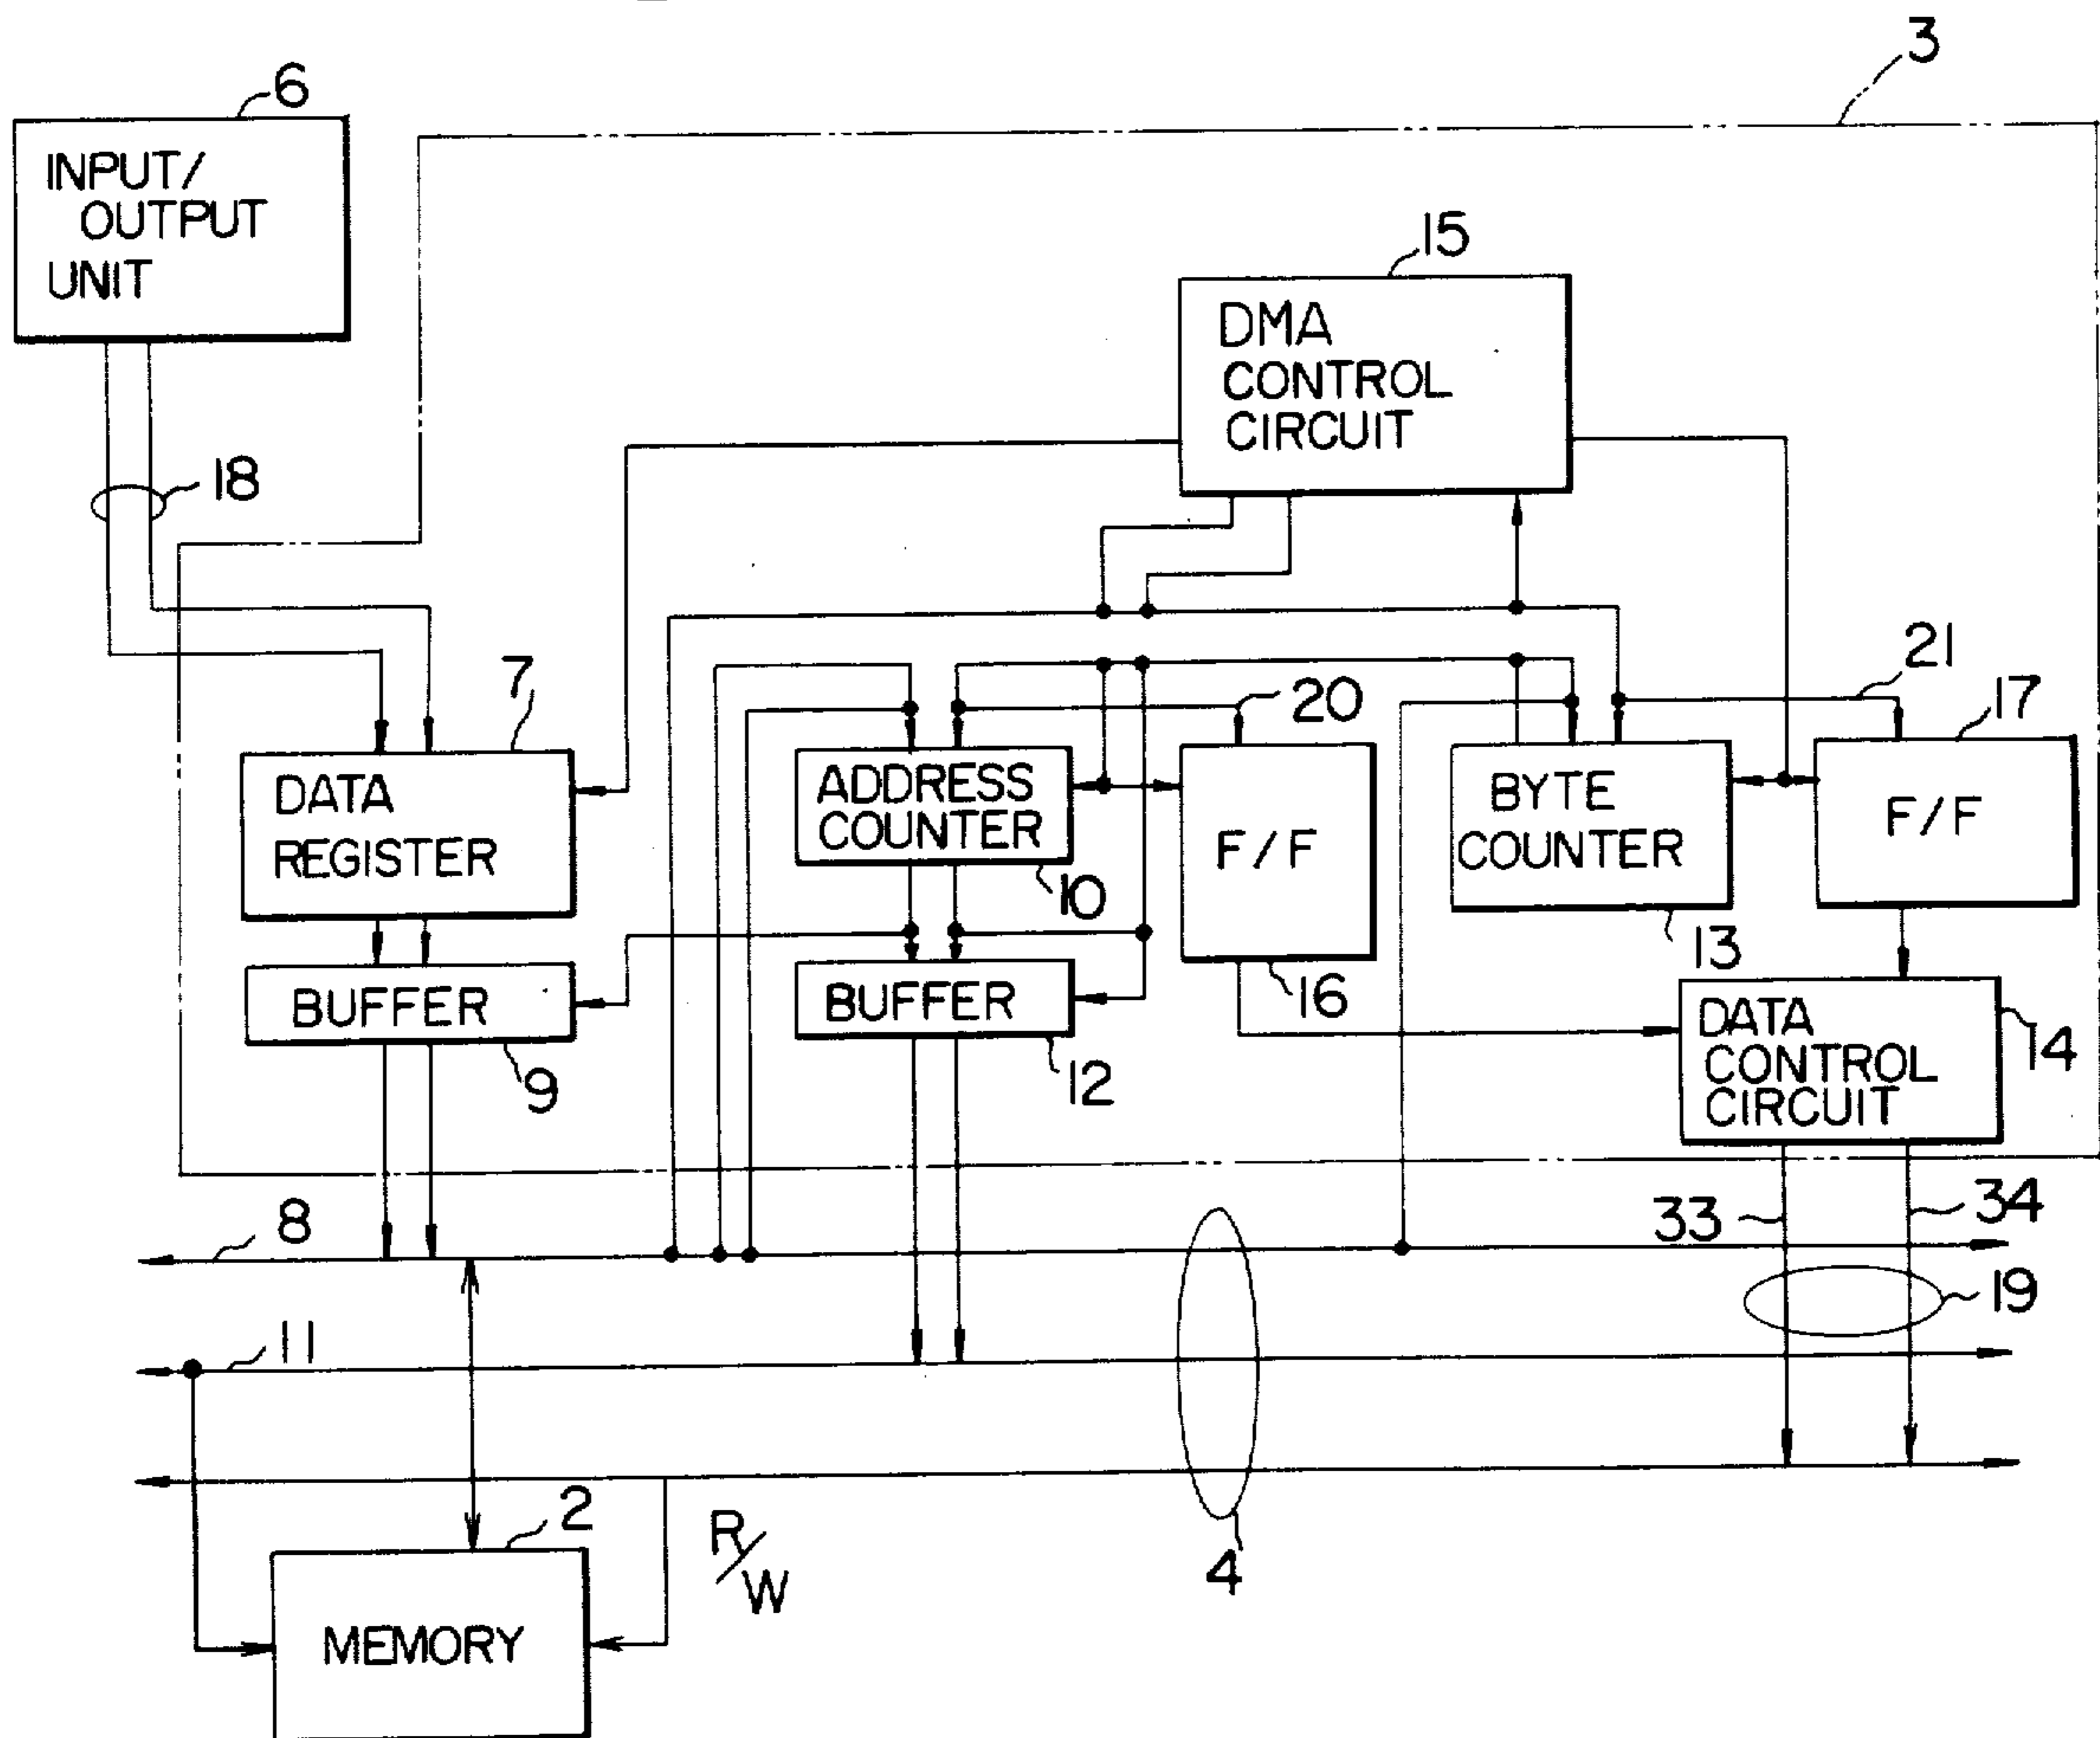 3
6
INPUT/
OUTPUT
UNIT
15
DMA
CONTROL
CIRCUIT
18
21
7
20
17
DATA
REGISTER
ADDRESS
COUNTER
F/F
BYTE
COUNTER
F/F
10
13
BUFFER
BUFFER
16
DATA
CONTROL
CIRCUIT
14
9
12
8
33
34
19
11
2
R/W
4
MEMORY